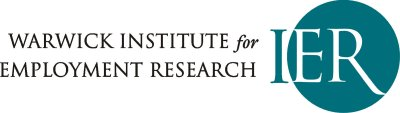 WARWICK INSTITUTE for
EMPLOYMENT RESEARCH
IER